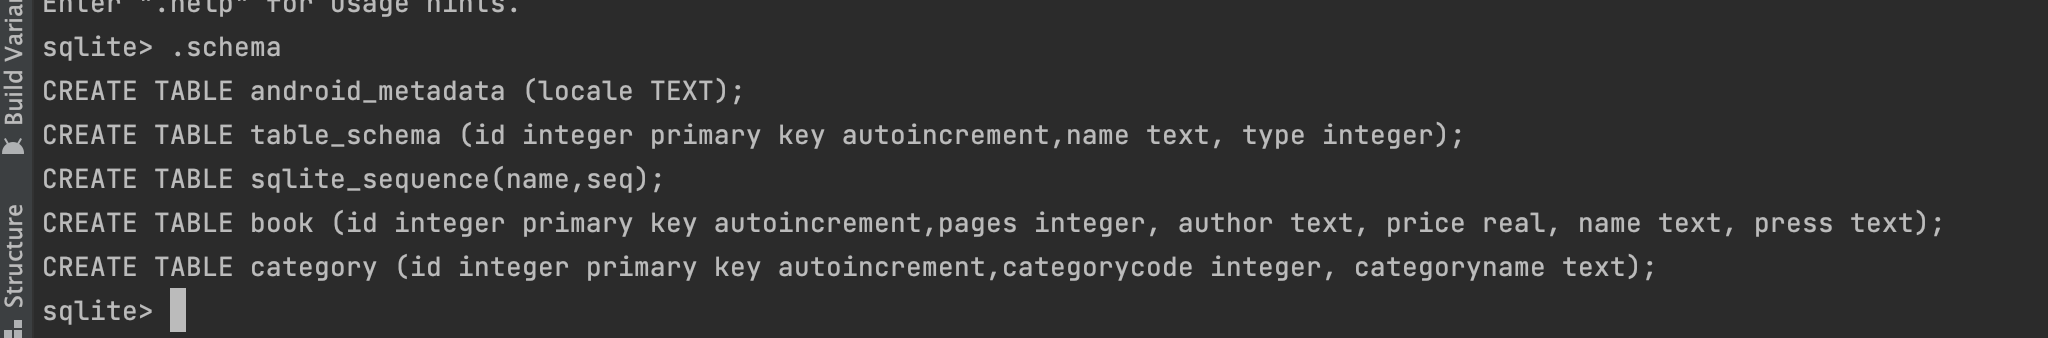 Enter ".help" for usage hints.
sqlite> .schema
CREATE TABLE android_metadata (locale TEXT);
CREATE TABLE table_schema (id integer primary key autoincrement,name text, type integer);
CREATE TABLE sqlite_sequence(name,seq);
CREATE TABLE book (id integer primary key autoincrement,pages integer, author text, price real, name text, press text);
CREATE TABLE category (id integer primary key autoincrement,categorycode integer, categoryname text);
sqlite>
Build Varian
Structure